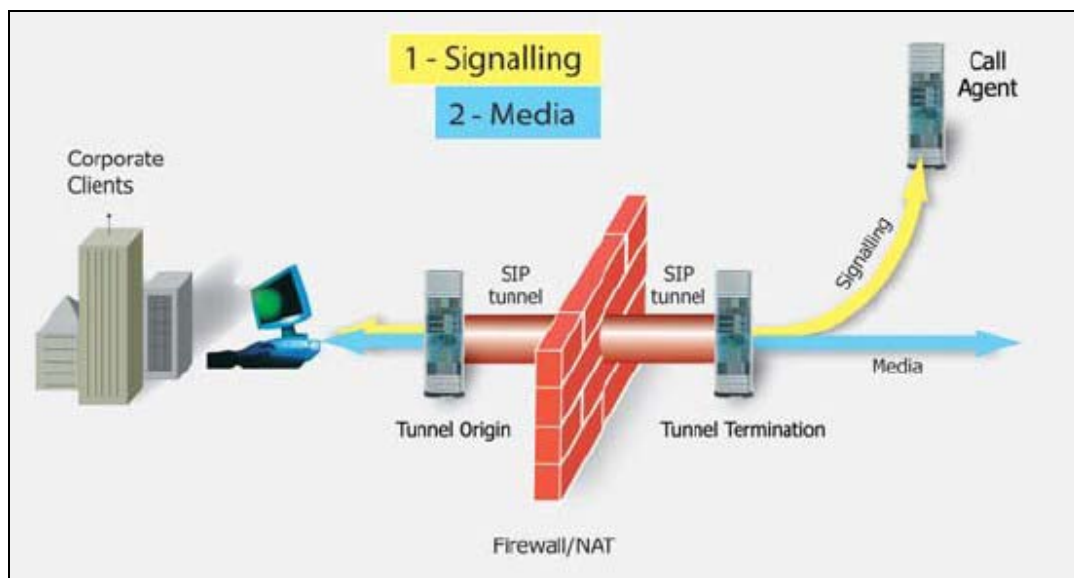 1 - Signalling
2 - Media
Call
Agent
Corporate
Clients
SIP
tunnel
SIP
tunnel
Signalling
Media
Tunnel Origin
Tunnel Termination
Firewall/NAT